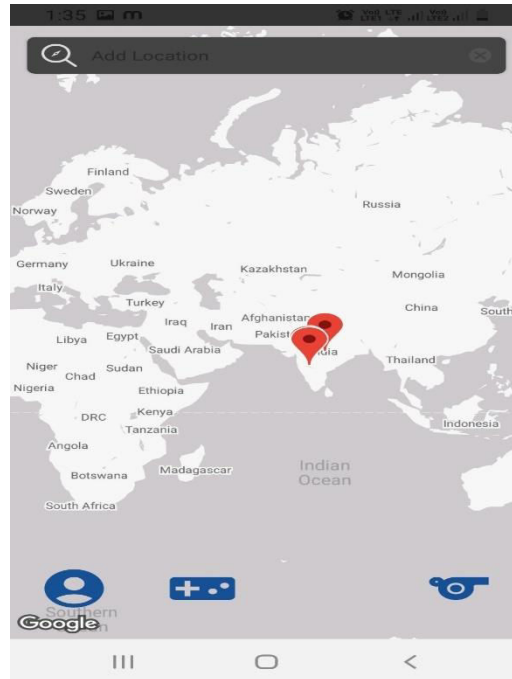 1:35 m
Add Location
Finland
Sweden
Norway
Russia
Germany
Ukraine
Kazakhstan
Mongolia
Italy
Turkey
Afghanistan
China
South
Iraq
Iran
Libya
Egypt
Saudi Arabia
Niger
Chad
Sudan
Thailand
Nigeria
Ethiopia
DRC
Kenya
Tanzania
Indonesia
Angola
Botswana
Madagascar
Indian
Ocean
South Africa
Southern
Google